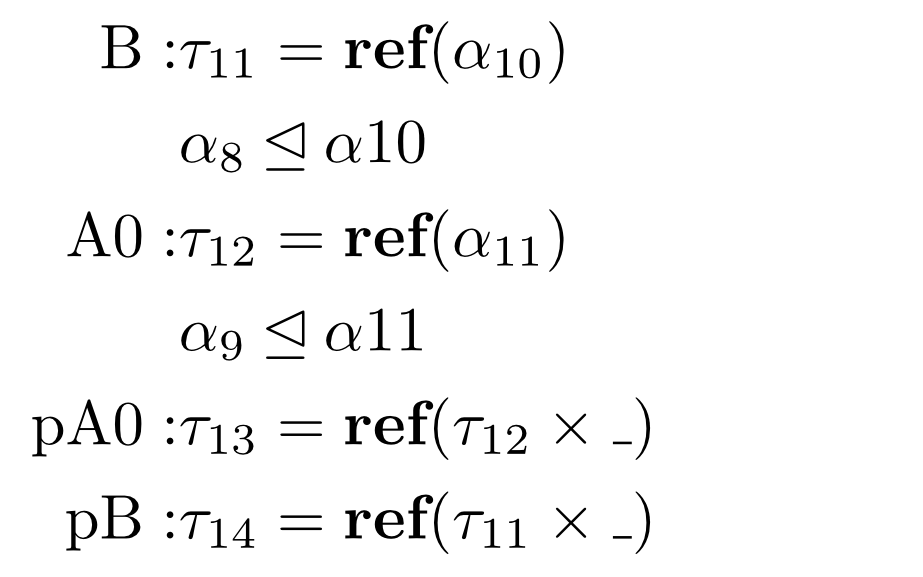 B :τ₁₁ = ref(α₁₀)
α₈ ⊴ α10
A0 :τ₁₂ = ref(α₁₁)
α₉ ⊴ α11
pA0 :τ₁₃ = ref(τ₁₂ × _)
pB :τ₁₄ = ref(τ₁₁ × _)